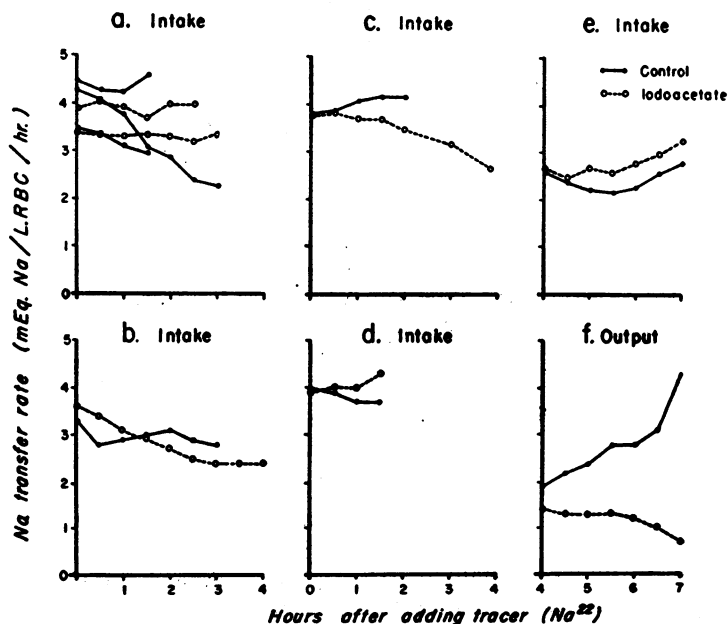 a. Intake
c. Intake
e. Intake
Control
Iodoacetate
5
4
3
2
1
0
b. Intake
d. Intake
f. Output
5
4
3
2
1
0
1 2 3 4
0 1 2 3 4
4 5 6 7
Na transfer rate (mEq. Na/L.RBC/hr.)
Hours after adding tracer (Na²²)